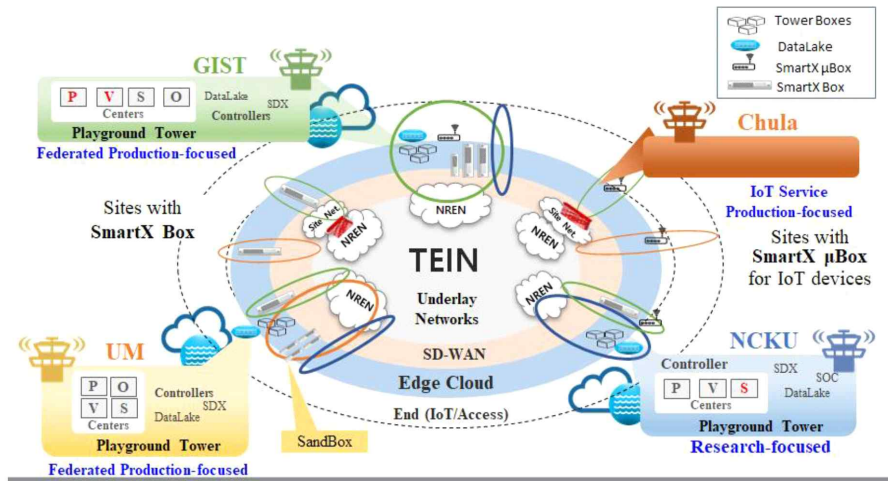 Tower Boxes
DataLake
SmartX μBox
SmartX Box
GIST
P V S O
Centers
DataLake
SDX
Controllers
Playground Tower
Federated Production-focused
Chula
IoT Service
Production-focused
Sites with
SmartX Box
Sites with
SmartX μBox
for IoT devices
NREN
Site Net.
NREN
Site Net.
NREN
TEIN
Underlay
Networks
NREN
NREN
SD-WAN
Edge Cloud
End (IoT/Access)
SandBox
UM
P O
V S
Centers
Controllers
SDX
DataLake
Playground Tower
Federated Production-focused
NCKU
Controller
SDX
SOC
P V S
DataLake
Centers
Playground Tower
Research-focused